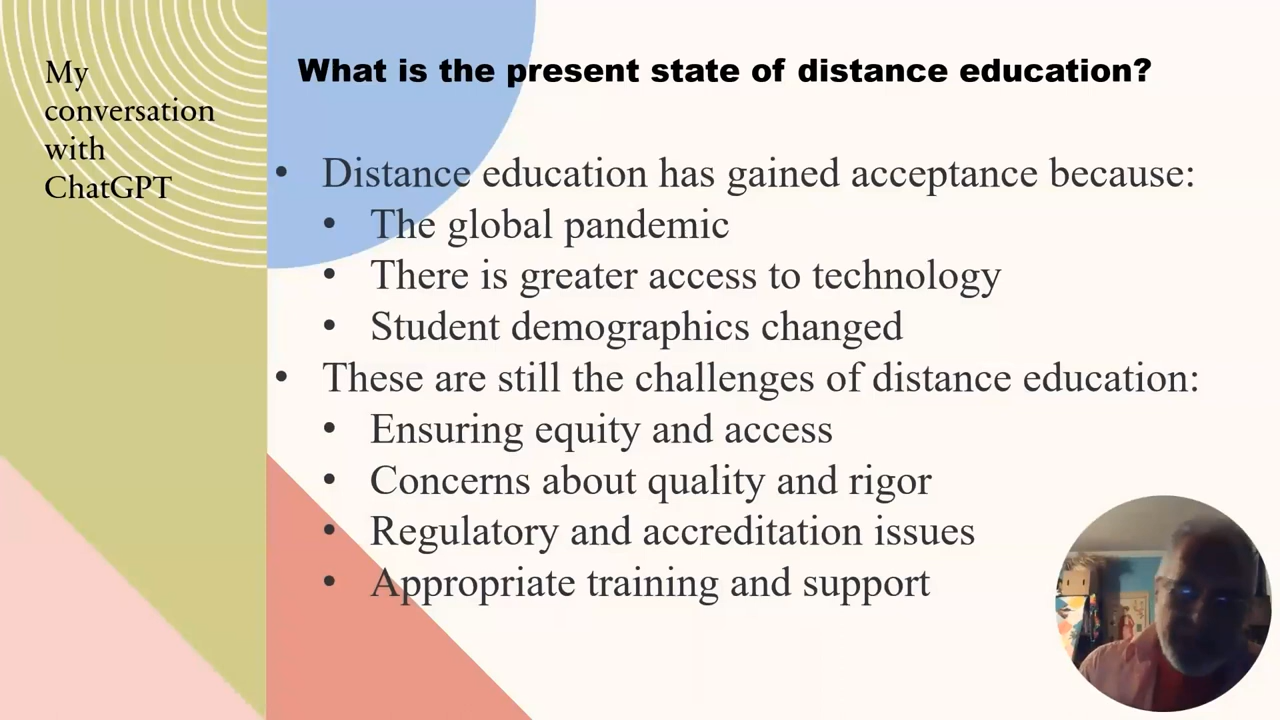 My
conversation
with
ChatGPT
What is the present state of distance education?
• Distance education has gained acceptance because:
• The global pandemic
• There is greater access to technology
• Student demographics changed
• These are still the challenges of distance education:
• Ensuring equity and access
• Concerns about quality and rigor
• Regulatory and accreditation issues
• Appropriate training and support